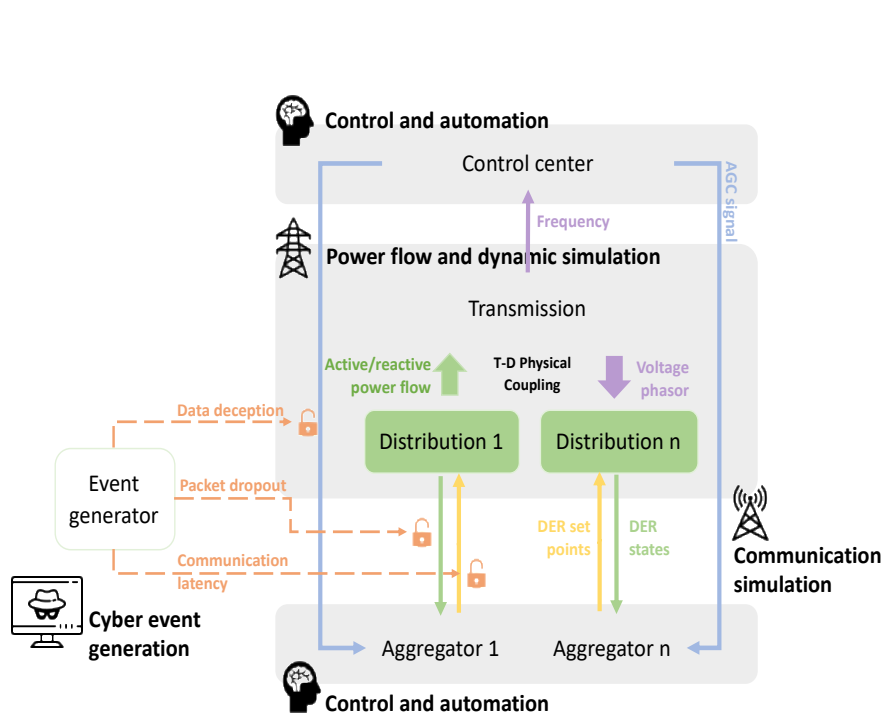 Control and automation
Control center
AGC signal
Frequency
Power flow and dynamic simulation
Transmission
Active/reactive
power flow
T-D Physical
Coupling
Voltage
phasor
Data deception
Distribution 1
Distribution n
Event
generator
Packet dropout
Communication
latency
DER set
points
DER
states
Communication
simulation
Cyber event
generation
Aggregator 1
Aggregator n
Control and automation